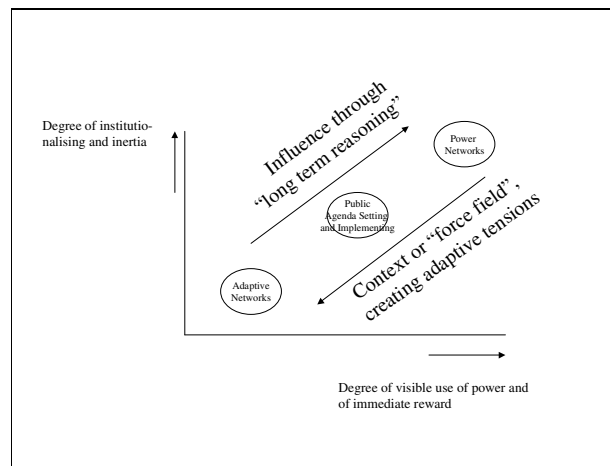 Degree of institutio-
nalising and inertia
Influence through
“long term reasoning”
Power
Networks
Public
Agenda Setting
and Implementing
Context or “force field”,
creating adaptive tensions
Adaptive
Networks
Degree of visible use of power and
of immediate reward